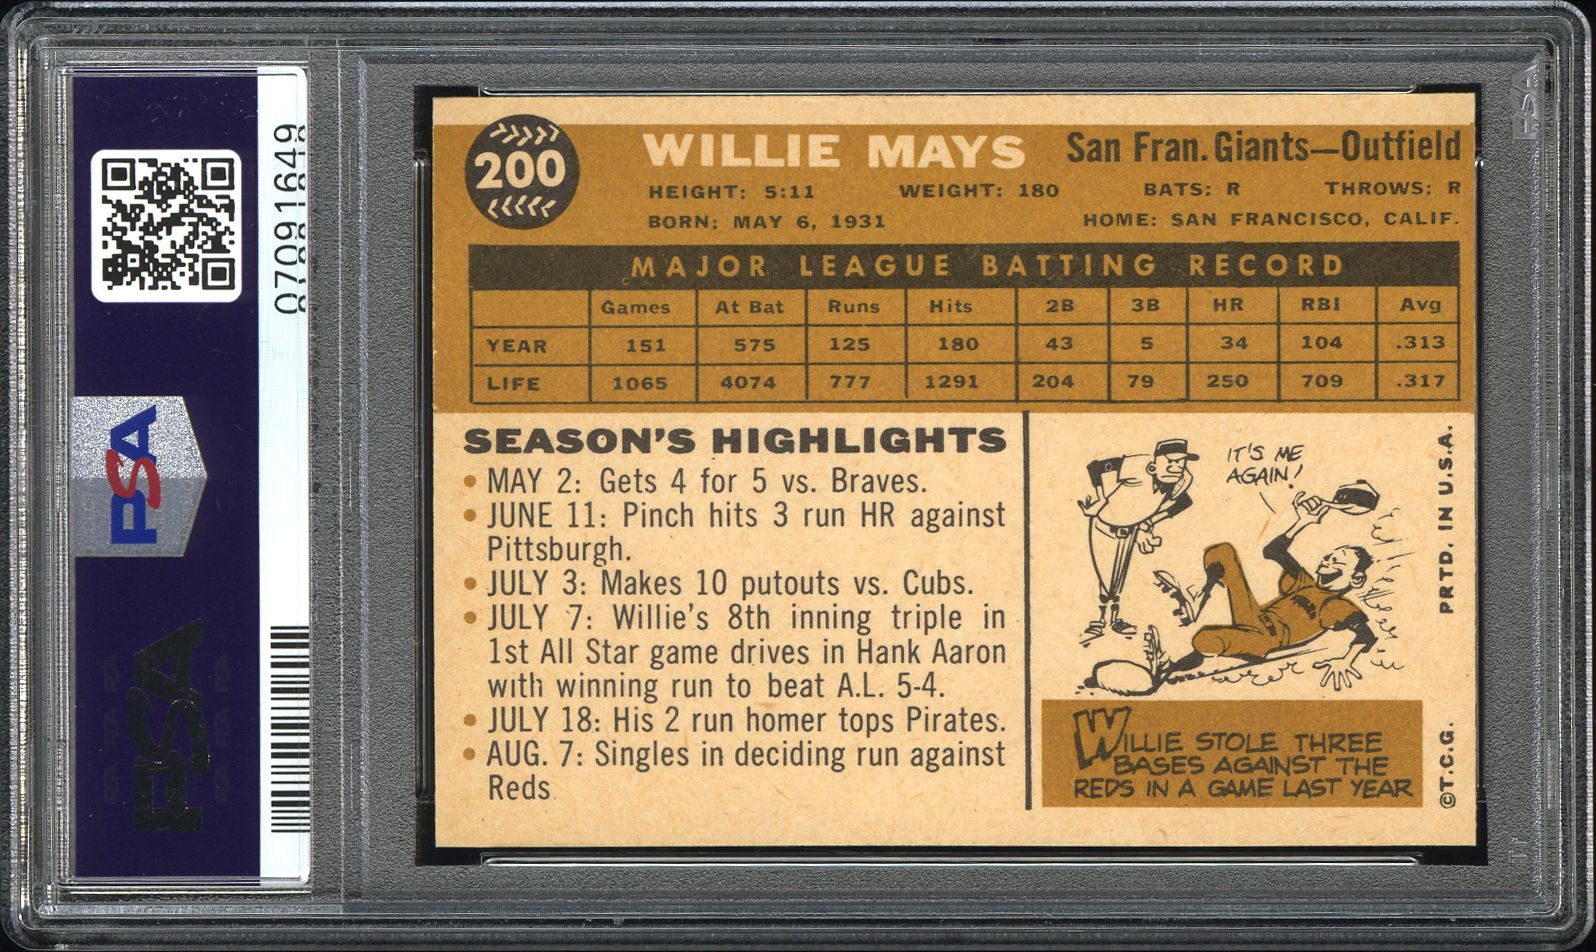 07091649
PSA
PSA
200
WILLIE MAYS
San Fran. Giants—Outfield
HEIGHT: 5:11 WEIGHT: 180 BATS: R THROWS: R
BORN: MAY 6, 1931 HOME: SAN FRANCISCO, CALIF.
MAJOR LEAGUE BATTING RECORD
Games At Bat Runs Hits 2B 3B HR RBI Avg
YEAR 151 575 125 180 43 5 34 104 .313
LIFE 1065 4074 777 1291 204 79 250 709 .317
SEASON'S HIGHLIGHTS
• MAY 2: Gets 4 for 5 vs. Braves.
• JUNE 11: Pinch hits 3 run HR against
Pittsburgh.
• JULY 3: Makes 10 putouts vs. Cubs.
• JULY 7: Willie's 8th inning triple in
1st All Star game drives in Hank Aaron
with winning run to beat A.L. 5-4.
• JULY 18: His 2 run homer tops Pirates.
• AUG. 7: Singles in deciding run against
Reds.
IT'S ME
AGAIN!
WILLIE STOLE THREE
BASES AGAINST THE
REDS IN A GAME LAST YEAR
©T.C.G. PRTD. IN U.S.A.
PSA